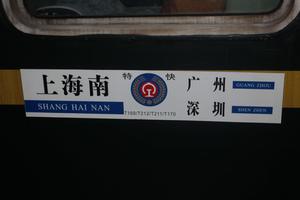 上海南
SHANG HAI NAN
特 快
T169/T212/T211/T170
广州
GUANG ZHOU
深圳
SHEN ZHEN